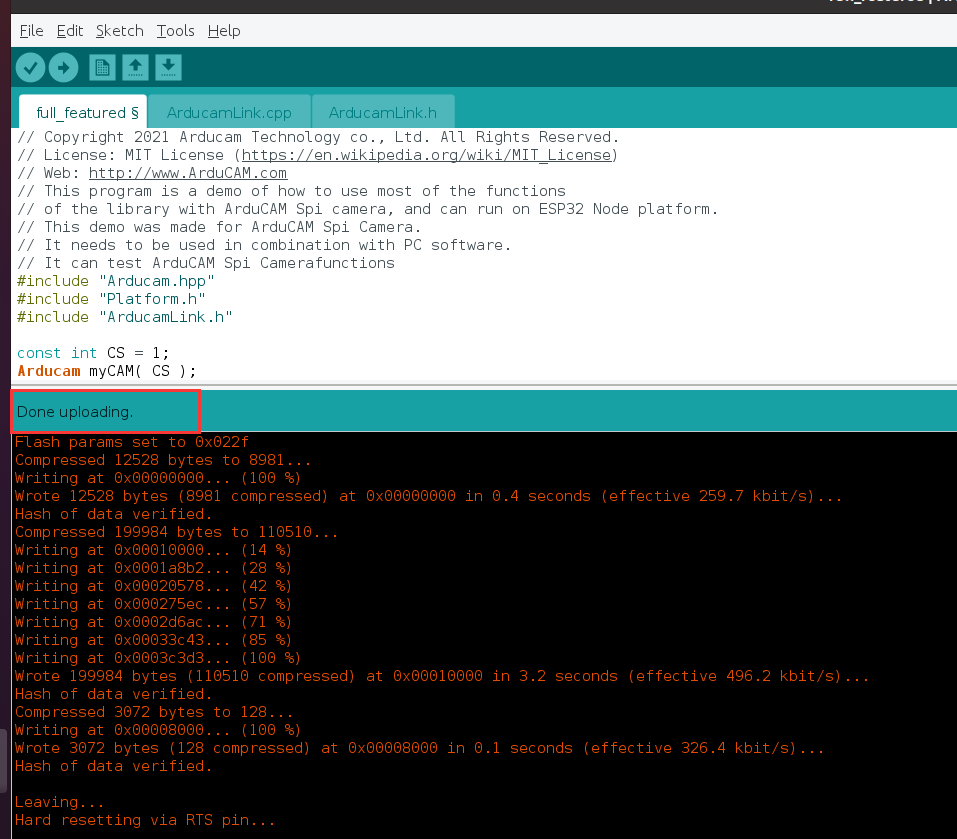 File Edit Sketch Tools Help
full_featured § ArducamLink.cpp ArducamLink.h
// Copyright 2021 Arducam Technology co., Ltd. All Rights Reserved.
// License: MIT License (https://en.wikipedia.org/wiki/MIT_License)
// Web: http://www.ArduCAM.com
// This program is a demo of how to use most of the functions
// of the library with ArduCAM Spi camera, and can run on ESP32 Node platform.
// This demo was made for ArduCAM Spi Camera.
// It needs to be used in combination with PC software.
// It can test ArduCAM Spi Camerafunctions
#include "Arducam.hpp"
#include "Platform.h"
#include "ArducamLink.h"
const int CS = 1;
Arducam myCAM( CS );
Done uploading.
Flash params set to 0x022f
Compressed 12528 bytes to 8981...
Writing at 0x00000000... (100 %)
Wrote 12528 bytes (8981 compressed) at 0x00000000 in 0.4 seconds (effective 259.7 kbit/s)...
Hash of data verified.
Compressed 199984 bytes to 110510...
Writing at 0x00010000... (14 %)
Writing at 0x0001a8b2... (28 %)
Writing at 0x00020578... (42 %)
Writing at 0x000275ec... (57 %)
Writing at 0x0002d6ac... (71 %)
Writing at 0x00033c43... (85 %)
Writing at 0x0003c3d3... (100 %)
Wrote 199984 bytes (110510 compressed) at 0x00010000 in 3.2 seconds (effective 496.2 kbit/s)...
Hash of data verified.
Compressed 3072 bytes to 128...
Writing at 0x00008000... (100 %)
Wrote 3072 bytes (128 compressed) at 0x00008000 in 0.1 seconds (effective 326.4 kbit/s)...
Hash of data verified.
Leaving...
Hard resetting via RTS pin...